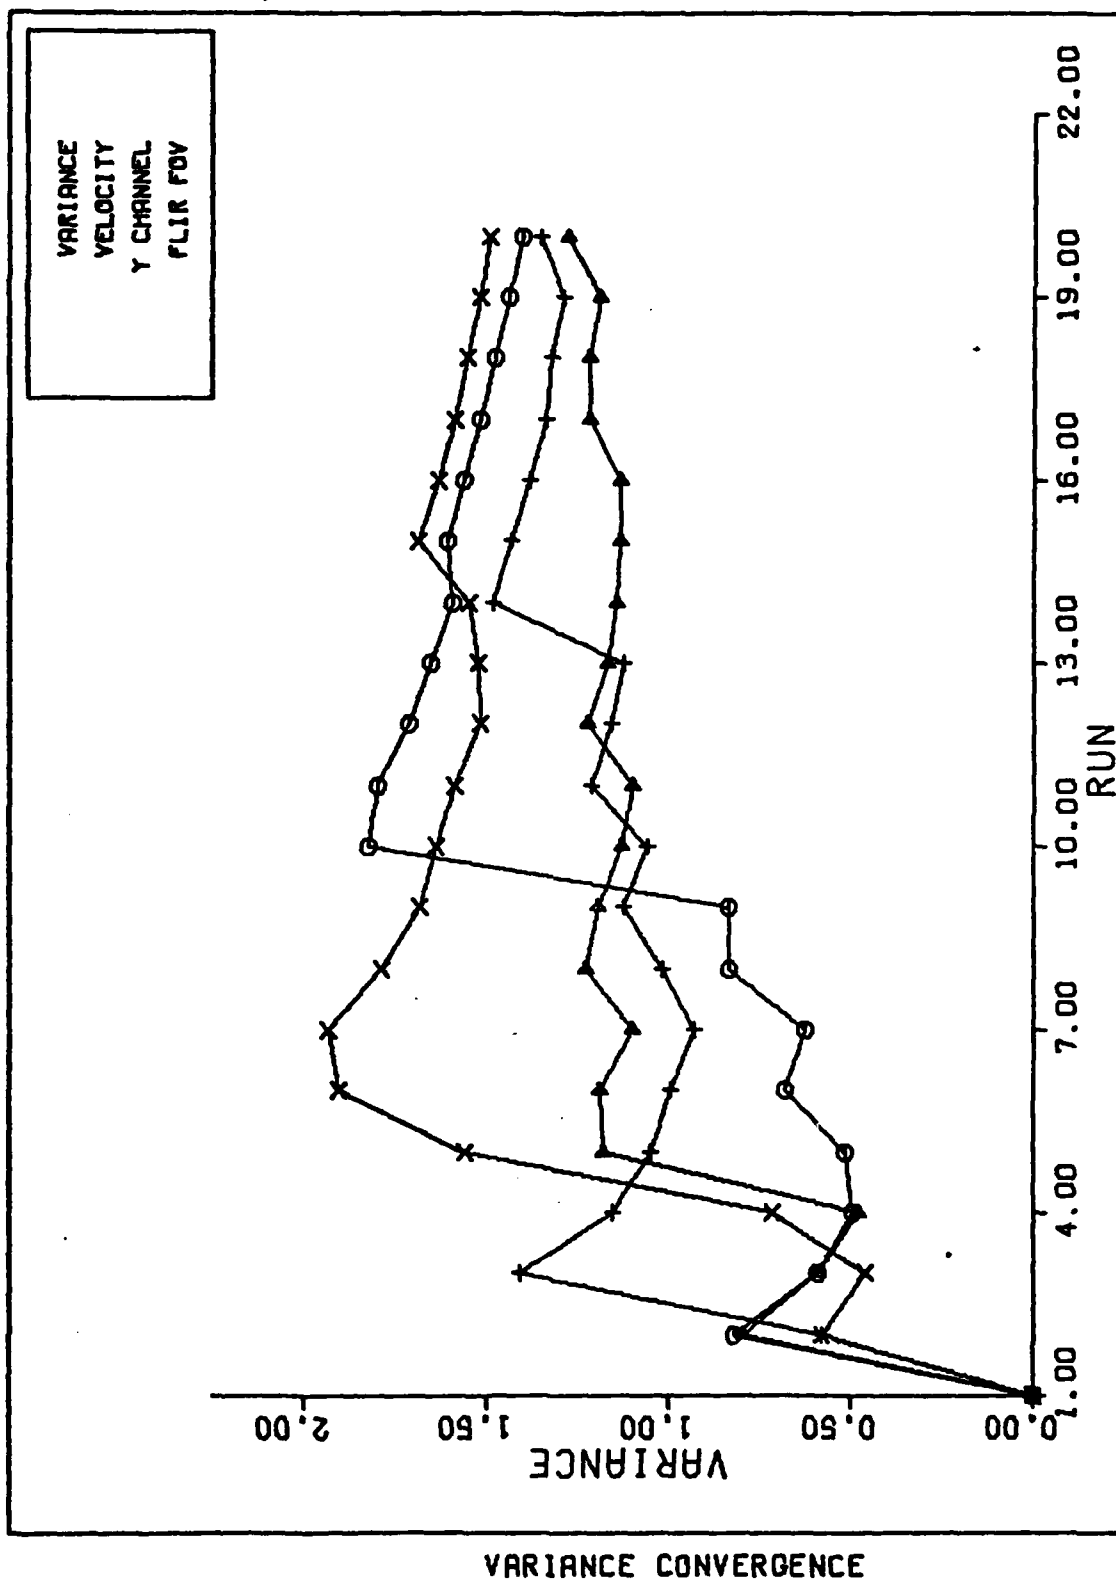 VARIANCE
VELOCITY
Y CHANNEL
FLIR FOV
VARIANCE
2.00
1.50
1.00
0.50
0.00
1.00
4.00
7.00
10.00
13.00
16.00
19.00
22.00
RUN
VARIANCE CONVERGENCE